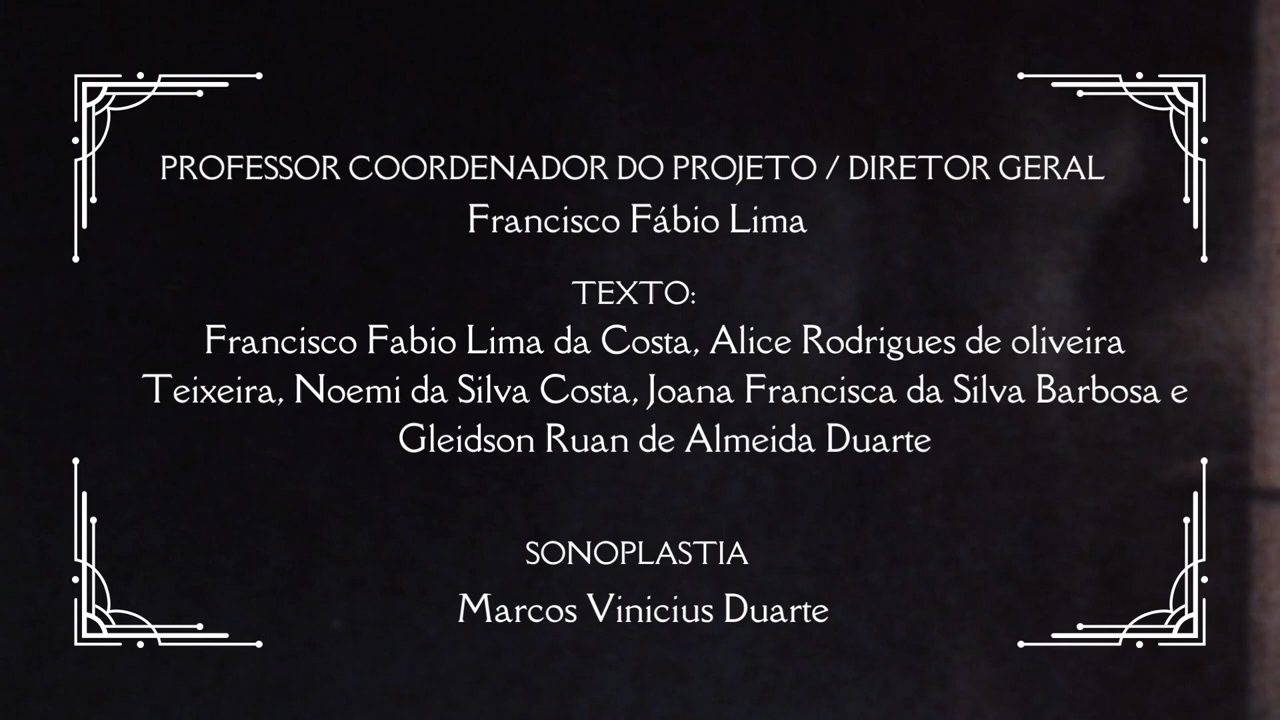 PROFESSOR COORDENADOR DO PROJETO / DIRETOR GERAL
Francisco Fábio Lima
TEXTO:
Francisco Fabio Lima da Costa, Alice Rodrigues de oliveira
Teixeira, Noemi da Silva Costa, Joana Francisca da Silva Barbosa e
Gleidson Ruan de Almeida Duarte
SONOPLASTIA
Marcos Vinicius Duarte